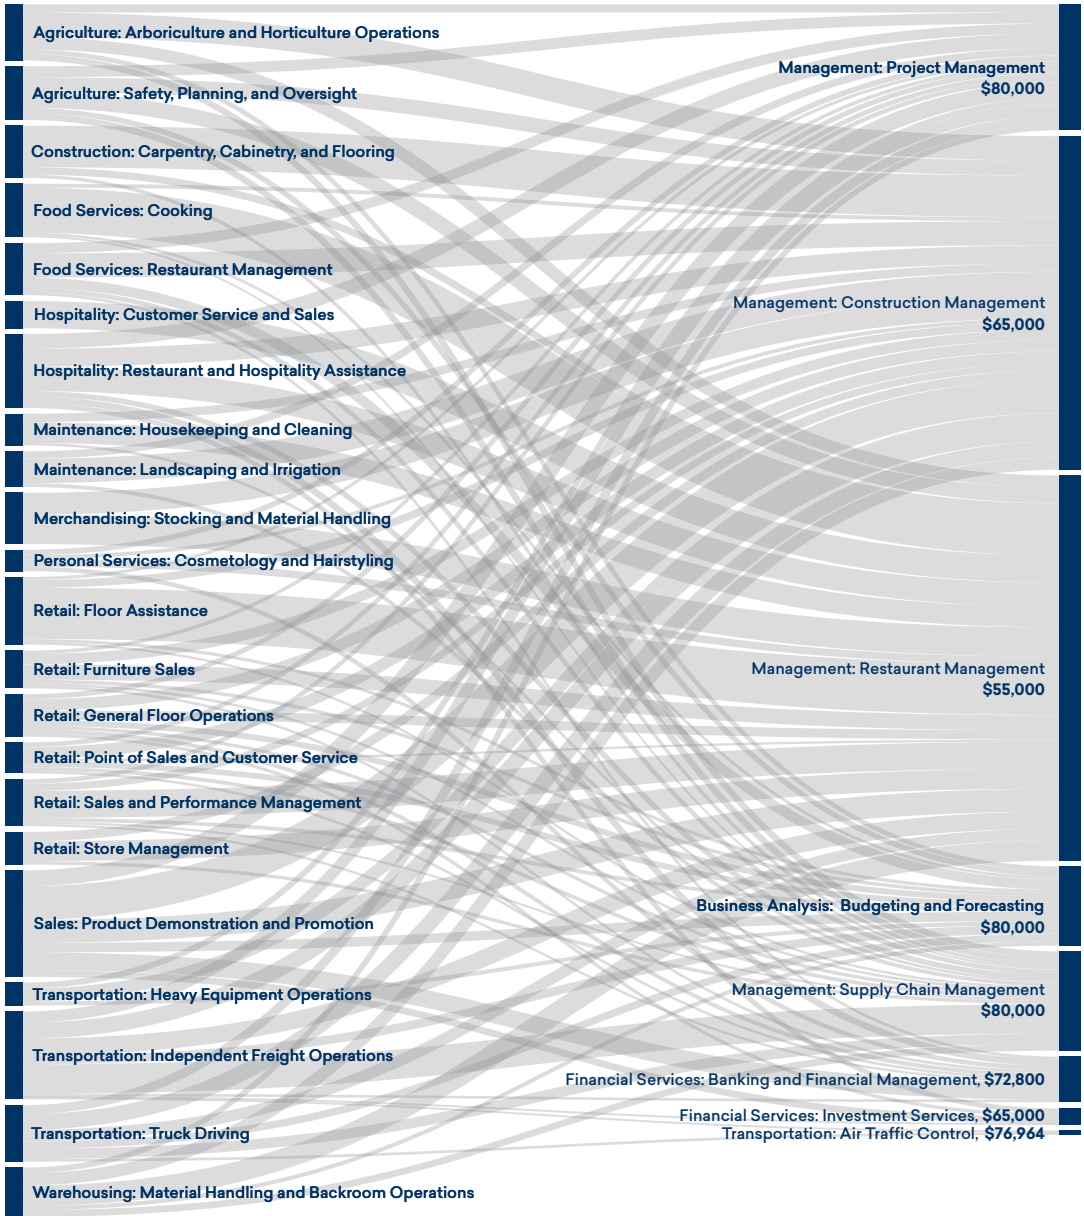 Agriculture: Arboriculture and Horticulture Operations
Agriculture: Safety, Planning, and Oversight
Construction: Carpentry, Cabinetry, and Flooring
Food Services: Cooking
Food Services: Restaurant Management
Hospitality: Customer Service and Sales
Hospitality: Restaurant and Hospitality Assistance
Maintenance: Housekeeping and Cleaning
Maintenance: Landscaping and Irrigation
Merchandising: Stocking and Material Handling
Personal Services: Cosmetology and Hairstyling
Retail: Floor Assistance
Retail: Furniture Sales
Retail: General Floor Operations
Retail: Point of Sales and Customer Service
Retail: Sales and Performance Management
Retail: Store Management
Sales: Product Demonstration and Promotion
Transportation: Heavy Equipment Operations
Transportation: Independent Freight Operations
Transportation: Truck Driving
Warehousing: Material Handling and Backroom Operations
Management: Project Management
$80,000
Management: Construction Management
$65,000
Management: Restaurant Management
$55,000
Business Analysis: Budgeting and Forecasting
$80,000
Management: Supply Chain Management
$80,000
Financial Services: Banking and Financial Management, $72,800
Financial Services: Investment Services, $65,000
Transportation: Air Traffic Control, $76,964